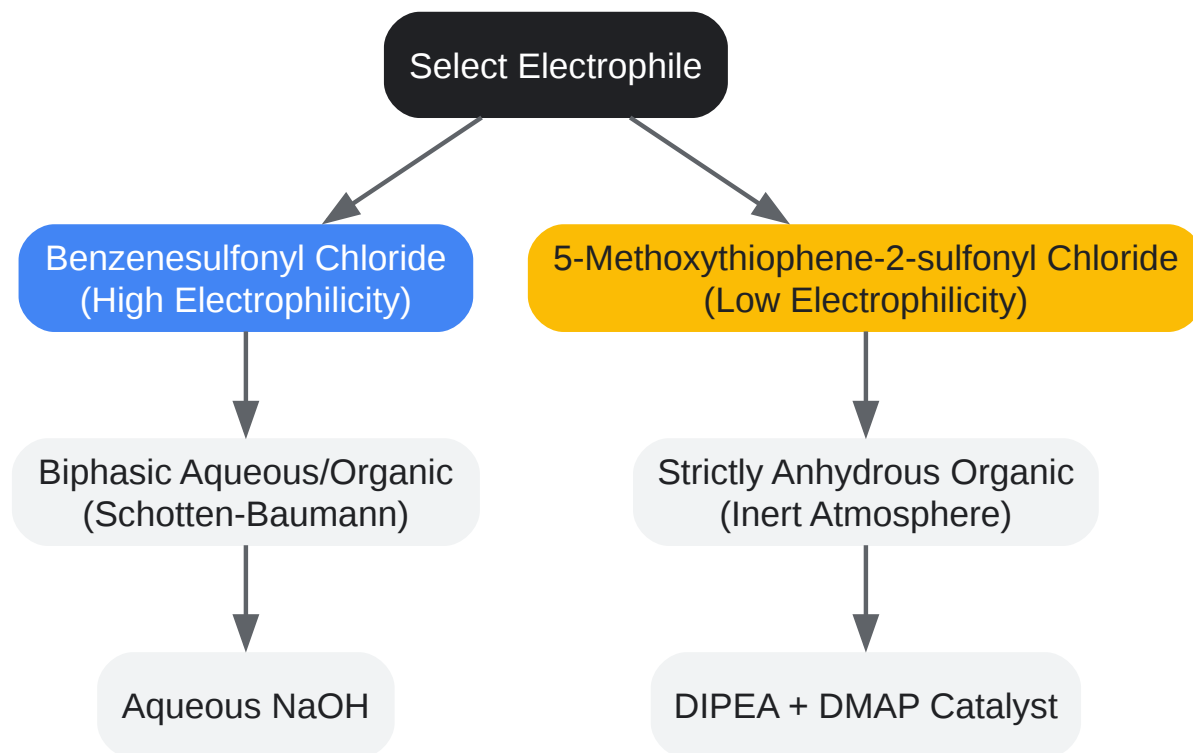 Select Electrophile
Benzenesulfonyl Chloride
(High Electrophilicity)
5-Methoxythiophene-2-sulfonyl Chloride
(Low Electrophilicity)
Biphasic Aqueous/Organic
(Schotten-Baumann)
Strictly Anhydrous Organic
(Inert Atmosphere)
Aqueous NaOH
DIPEA + DMAP Catalyst